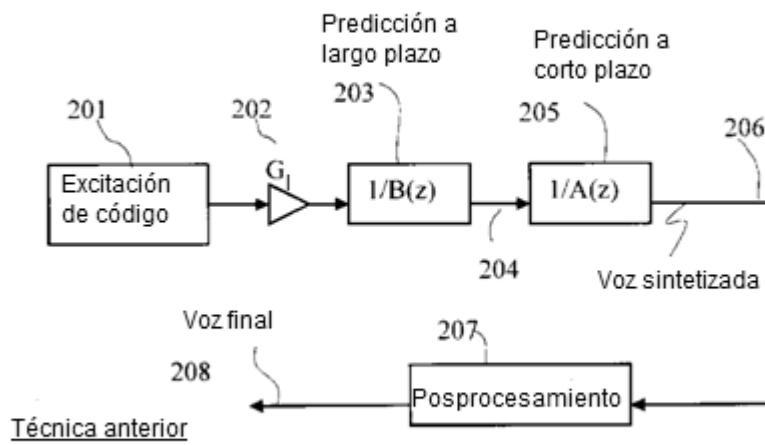 Predicción a
largo plazo
203
Predicción a
corto plazo
205
201
202
206
Excitación
de código
G
1/B(z)
1/A(z)
204
Voz sintetizada
Voz final
207
208
Posprocesamiento
Técnica anterior